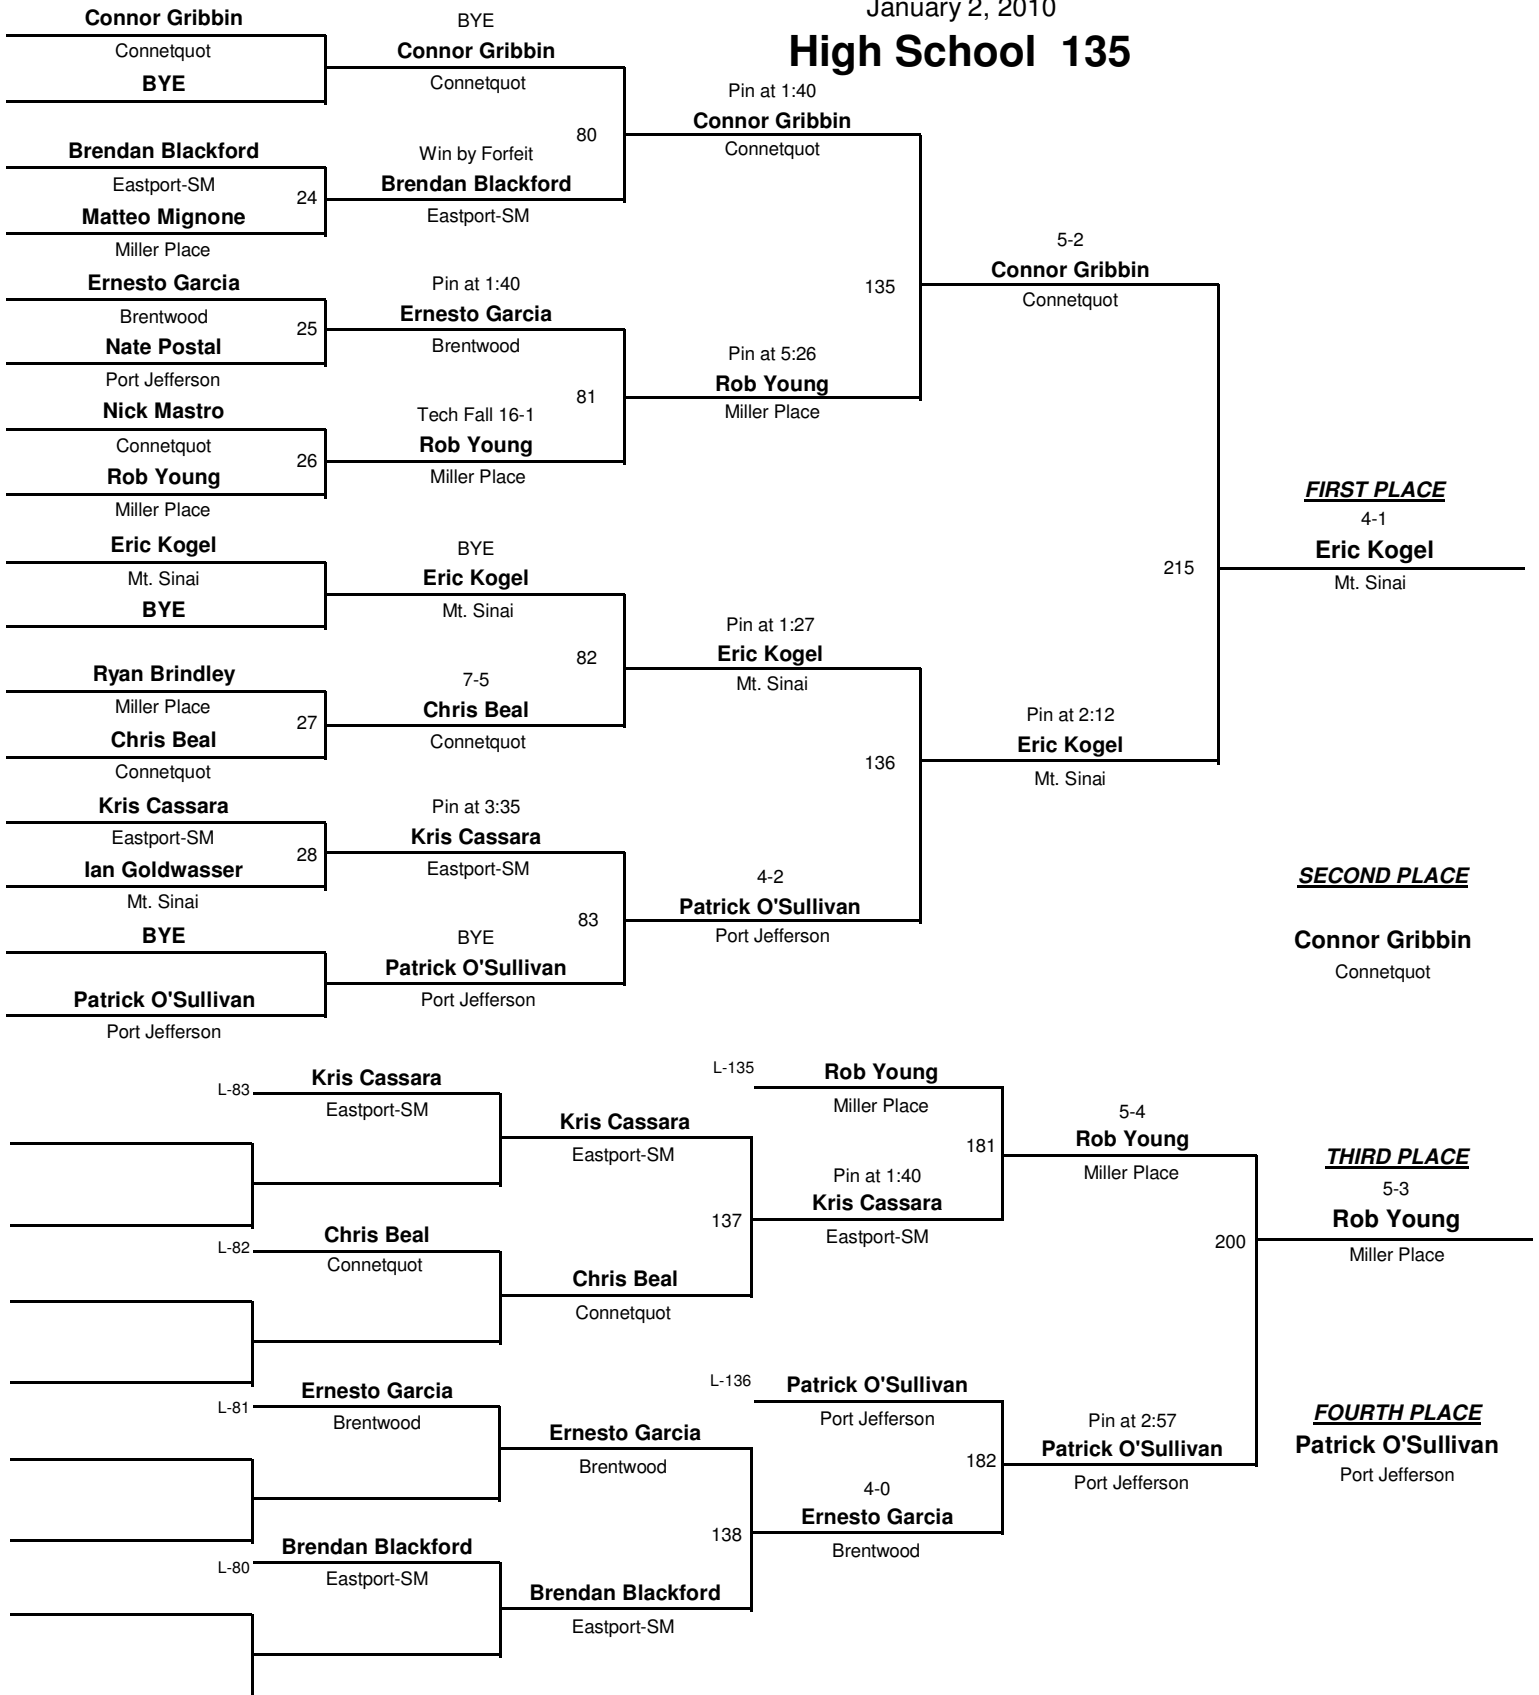 January 2, 2010
High School 135
Connor Gribbin
Connetquot
BYE
Brendan Blackford
Eastport-SM
24
Matteo Mignone
Miller Place
Ernesto Garcia
Brentwood
25
Nate Postal
Port Jefferson
Nick Mastro
Connetquot
26
Rob Young
Miller Place
Eric Kogel
Mt. Sinai
BYE
Ryan Brindley
Miller Place
27
Chris Beal
Connetquot
Kris Cassara
Eastport-SM
28
Ian Goldwasser
Mt. Sinai
BYE
Patrick O'Sullivan
Port Jefferson
BYE
Connor Gribbin
Connetquot
80
Win by Forfeit
Brendan Blackford
Eastport-SM
Pin at 1:40
Ernesto Garcia
Brentwood
81
Tech Fall 16-1
Rob Young
Miller Place
BYE
Eric Kogel
Mt. Sinai
82
7-5
Chris Beal
Connetquot
Pin at 3:35
Kris Cassara
Eastport-SM
83
BYE
Patrick O'Sullivan
Port Jefferson
Pin at 1:40
Connor Gribbin
Connetquot
135
Pin at 5:26
Rob Young
Miller Place
Pin at 1:27
Eric Kogel
Mt. Sinai
136
4-2
Patrick O'Sullivan
Port Jefferson
5-2
Connor Gribbin
Connetquot
215
Pin at 2:12
Eric Kogel
Mt. Sinai
FIRST PLACE
4-1
Eric Kogel
Mt. Sinai
SECOND PLACE
Connor Gribbin
Connetquot
L-83
Kris Cassara
Eastport-SM
L-82
Chris Beal
Connetquot
L-81
Ernesto Garcia
Brentwood
L-80
Brendan Blackford
Eastport-SM
Kris Cassara
Eastport-SM
137
Chris Beal
Connetquot
Ernesto Garcia
Brentwood
138
Brendan Blackford
Eastport-SM
L-135
Rob Young
Miller Place
181
Pin at 1:40
Kris Cassara
Eastport-SM
L-136
Patrick O'Sullivan
Port Jefferson
182
4-0
Ernesto Garcia
Brentwood
5-4
Rob Young
Miller Place
200
Pin at 2:57
Patrick O'Sullivan
Port Jefferson
THIRD PLACE
5-3
Rob Young
Miller Place
FOURTH PLACE
Patrick O'Sullivan
Port Jefferson